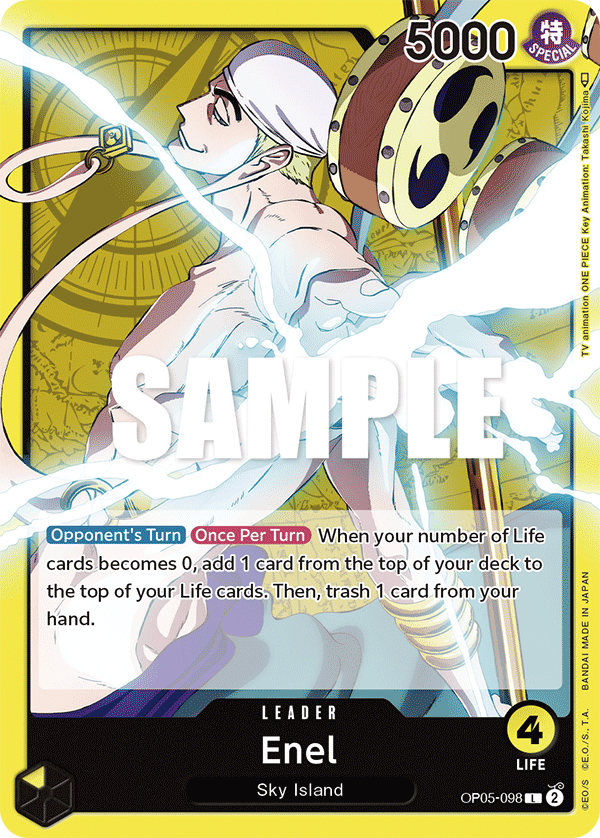 5000
特
SPECIAL
TV animation ONE PIECE Key Animation: Takashi Kojima
SAMPLE
Opponent's Turn Once Per Turn When your number of Life
cards becomes 0, add 1 card from the top of your deck to
the top of your Life cards. Then, trash 1 card from your
hand.
LEADER
Enel
Sky Island
4
LIFE
OP05-098 L 2
©E/S ©E.O./S., T.A. BANDAI MADE IN JAPAN